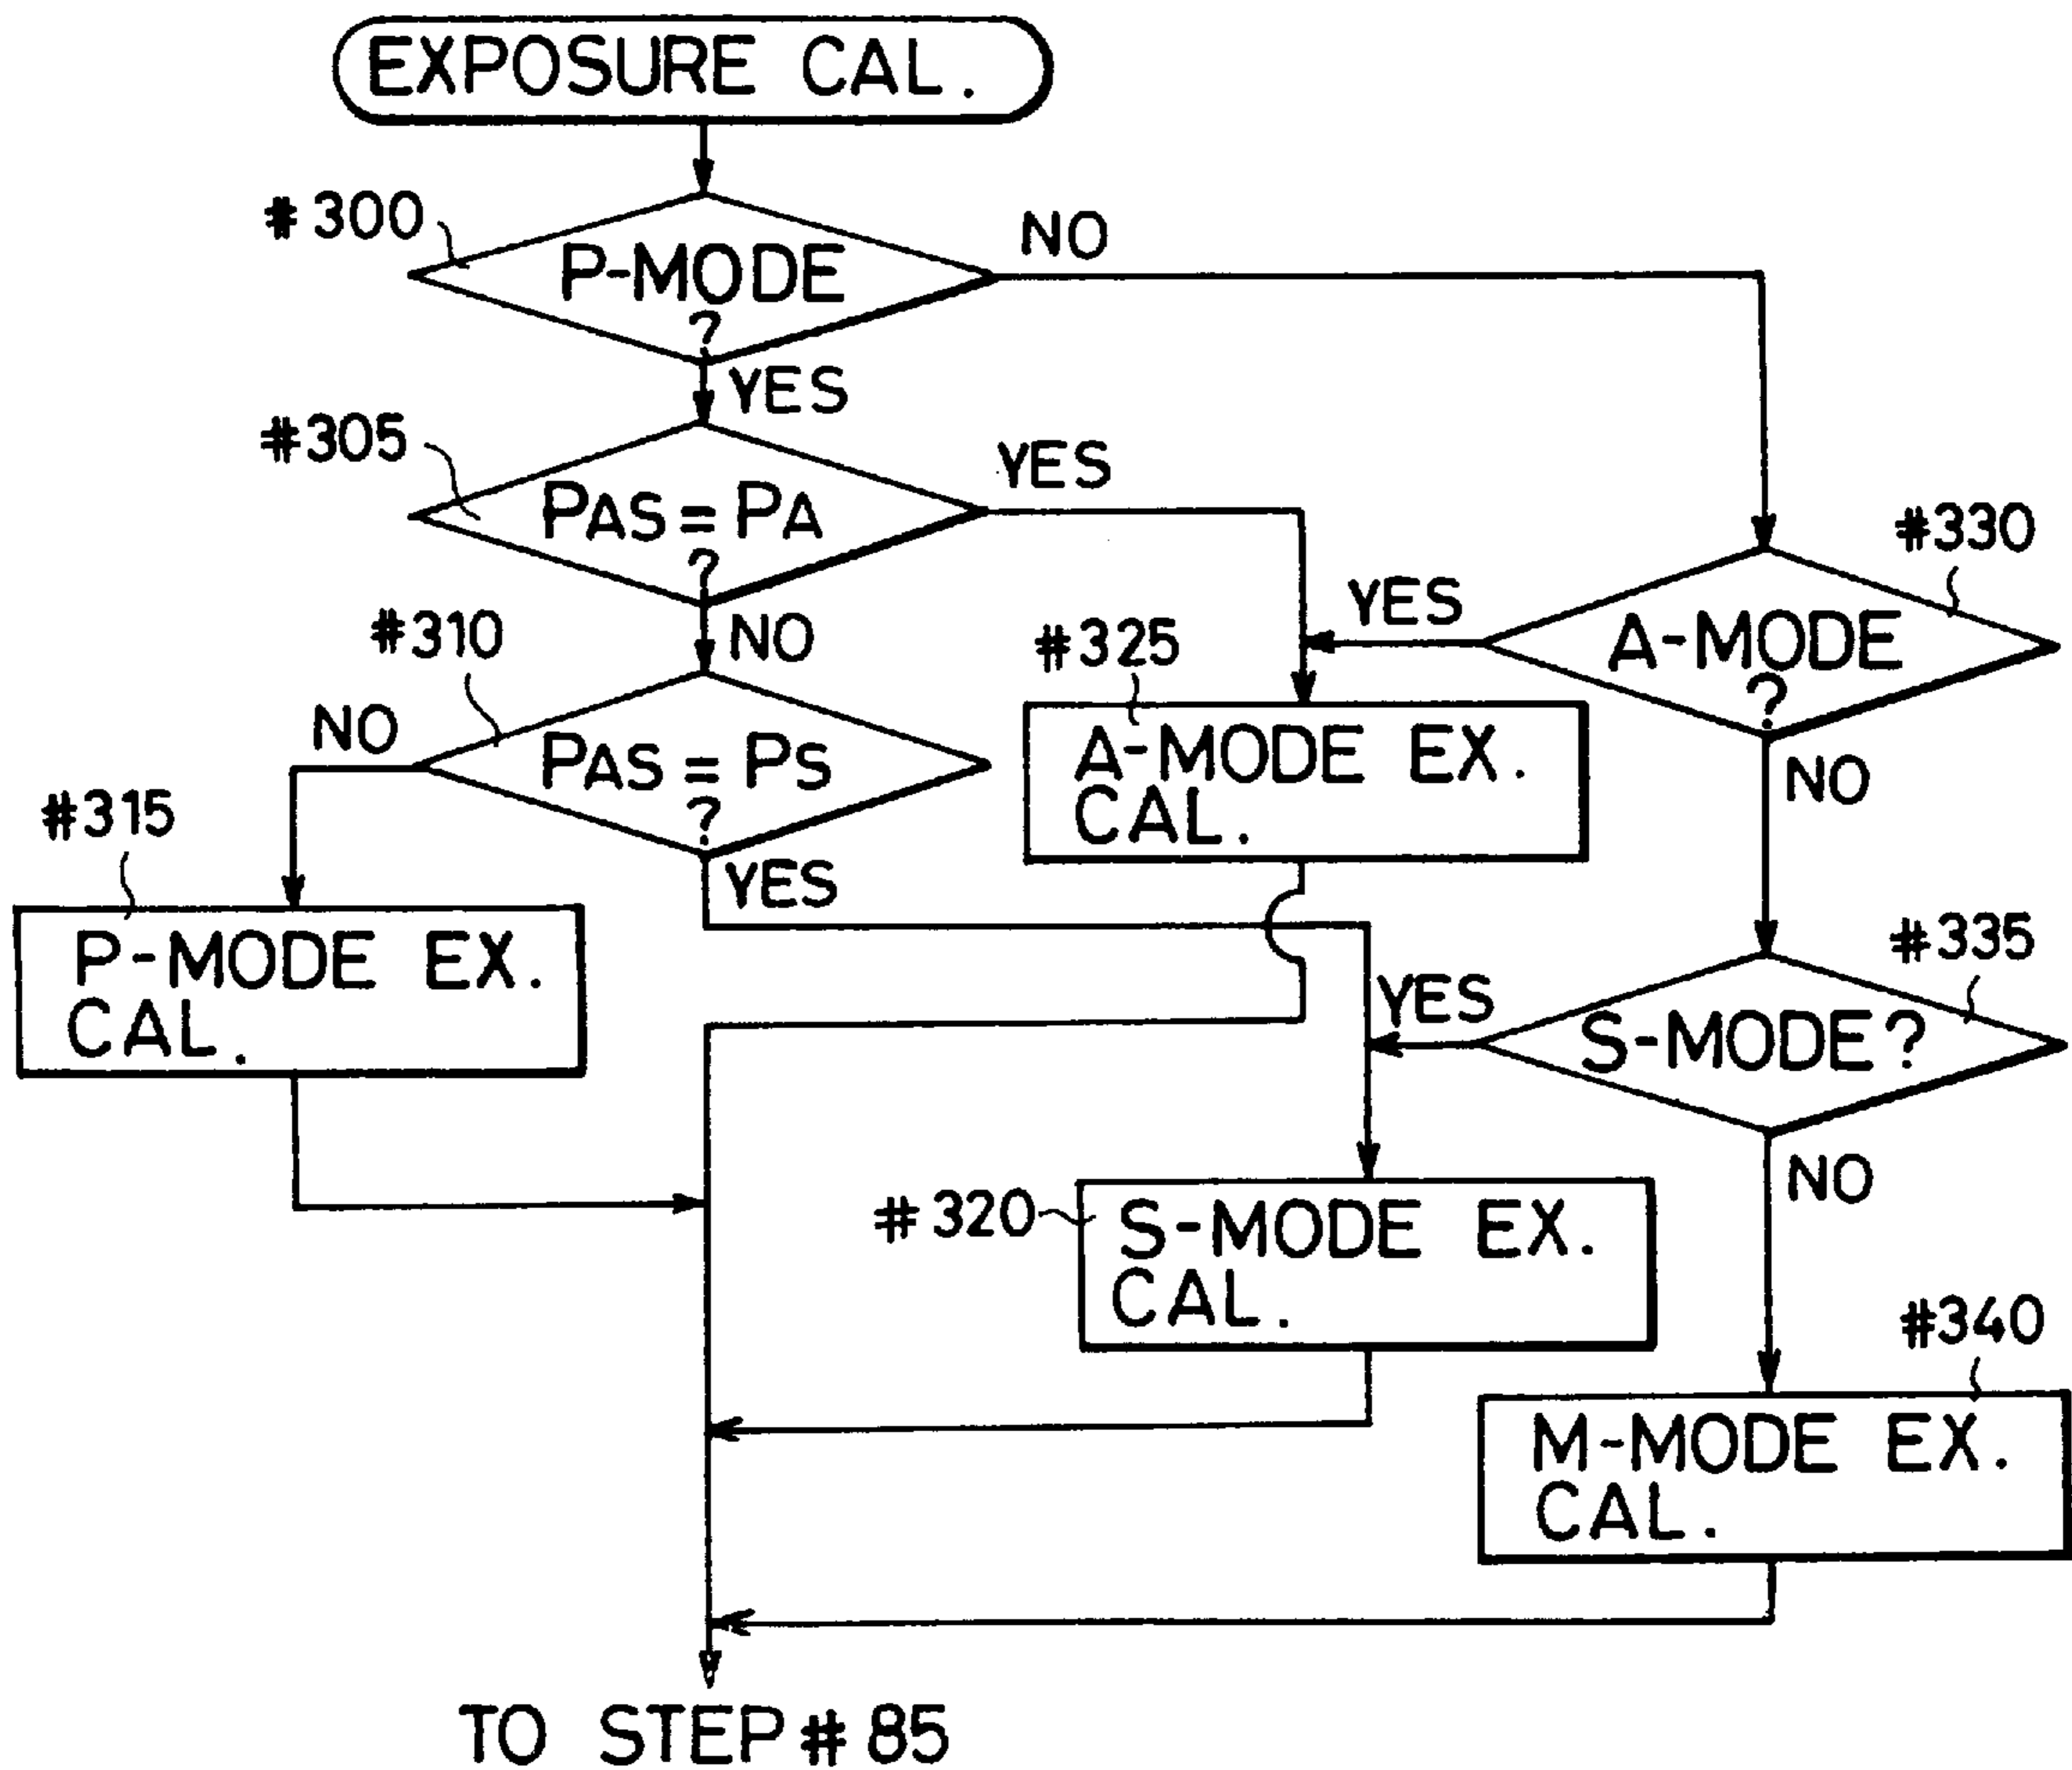 EXPOSURE CAL.
#300
P-MODE
?
NO
YES
#305
PAS = PA
?
YES
NO
#310
PAS = PS
?
NO
YES
#315
P-MODE EX.
CAL.
#325
A-MODE EX.
CAL.
#330
A-MODE
?
YES
NO
#335
S-MODE?
YES
NO
#320
S-MODE EX.
CAL.
#340
M-MODE EX.
CAL.
TO STEP # 85